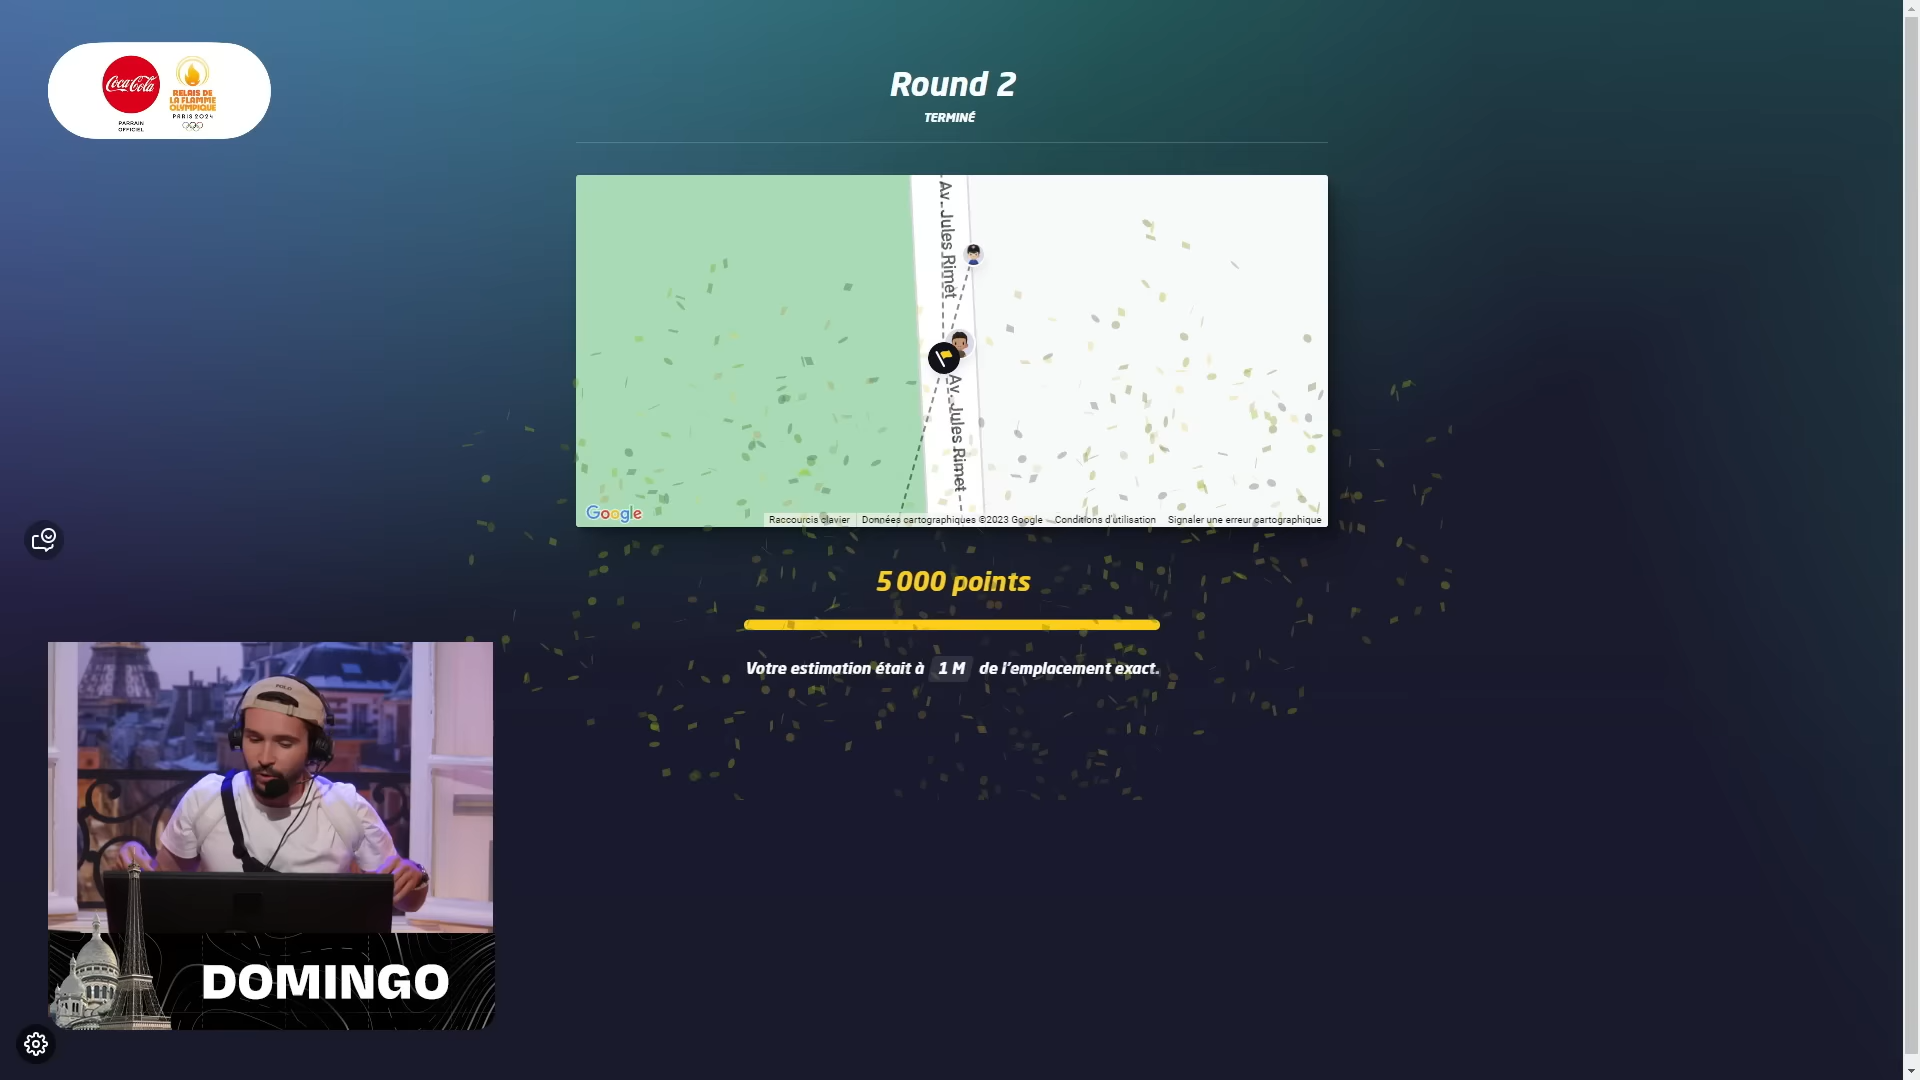 Coca-Cola
PARRAIN
OFFICIEL
RELAIS DE
LA FLAMME
OLYMPIQUE
PARIS 2024
Round 2
TERMINÉ
Av. Jules Rimet
Av. Jules Rimet
Google
Raccourcis clavier
Données cartographiques ©2023 Google
Conditions d'utilisation
Signaler une erreur cartographique
5 000 points
Votre estimation était à 1 M de l'emplacement exact.
POLO
DOMINGO